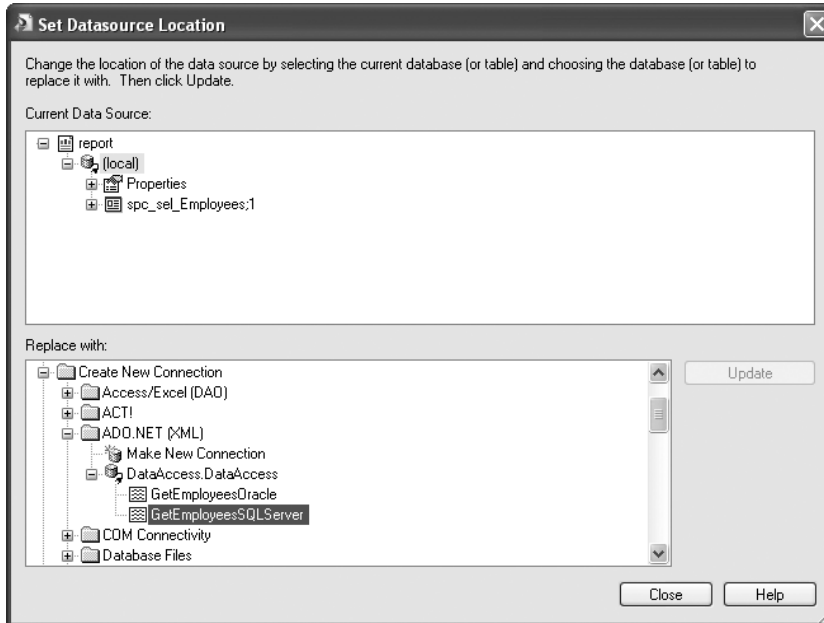 Set Datasource Location
Change the location of the data source by selecting the current database (or table) and choosing the database (or table) to
replace it with. Then click Update.
Current Data Source:
report
(local)
Properties
spc_sel_Employees;1
Replace with:
Create New Connection
Access/Excel (DAO)
ACT!
ADO.NET (XML)
Make New Connection
DataAccess.DataAccess
GetEmployeesOracle
GetEmployeesSQLServer
COM Connectivity
Database Files
Update
Close
Help